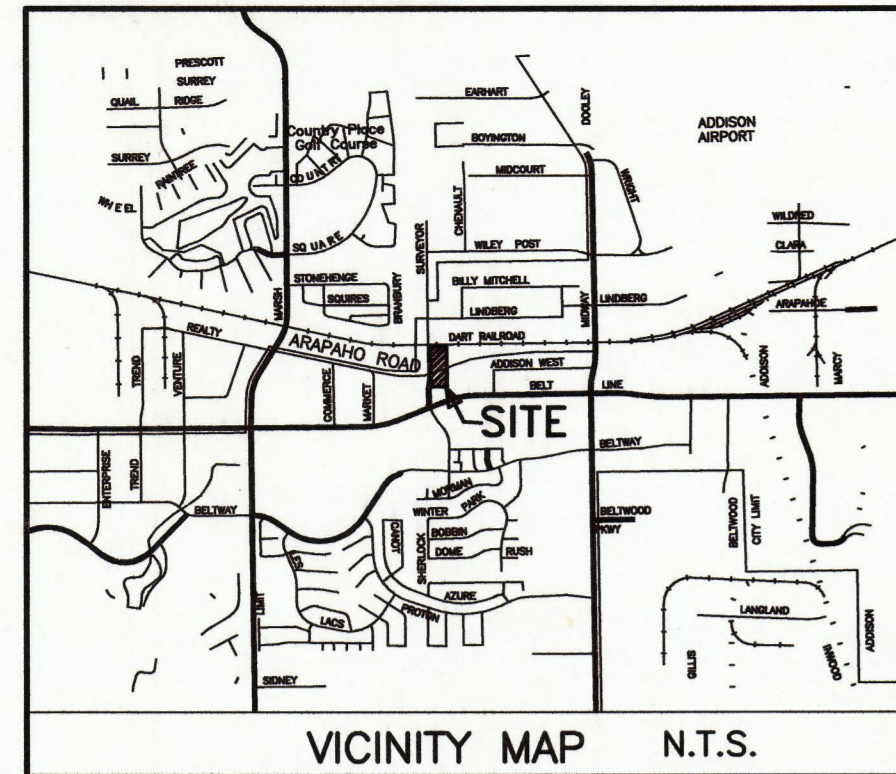 PRESCOTT
SURREY
QUAIL RIDGE
EARHART
DOOLEY
ADDISON
AIRPORT
Country Place
Golf Course
BOYINGTON
SURREY
RAINTREE
COUNTRY
MIDCOURT
WRIGHT
WHEEL
CHENAULT
WILDRED
SQUARE
SURVEYOR
WILEY POST
CLARA
STONEHENGE
BILLY MITCHELL
SQUIRES
BRANBURY
LINDBERG
MIDWAY
LINDBERG
ARAPAHOE
MARSH
REALTY
ARAPAHO ROAD
DART RAILROAD
TREND
VENTURE
ADDISON WEST
ADDISON
MARCY
COMMERCE
MARKET
BELT LINE
SITE
ENTERPRISE
TREND
BELTWAY
MORMAN
BELTWAY
WINTER PARK
BELTWOOD
PKWY
BELTWOOD
CITY LIMIT
CANOT
SHERLOCK
BOBBIN
DOME
RUSH
LES
LACS
LIMIT
AZURE
PROTON
LANGLAND
GILLIS
GOONNI
ADDISON
SIDNEY
VICINITY MAP N.T.S.